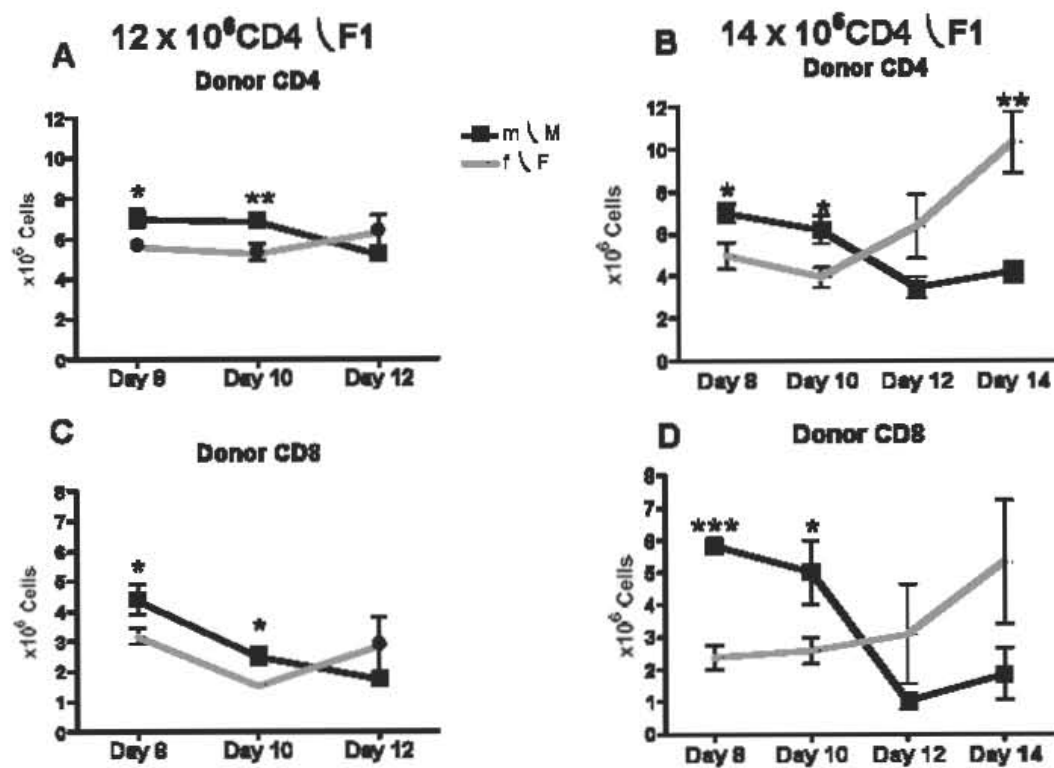 A
12 x 10⁶CD4 \F1
Donor CD4
12
10
8
6
4
2
0
x10⁶ Cells
*
**
Day 8
Day 10
Day 12
m \ M
f \ F
B
14 x 10⁶CD4 \F1
Donor CD4
12
10
8
6
4
2
0
x10⁶ Cells
*
*
**
Day 8
Day 10
Day 12
Day 14
C
Donor CD8
8
7
6
5
4
3
2
1
0
x10⁶ Cells
*
*
Day 8
Day 10
Day 12
D
Donor CD8
8
7
6
5
4
3
2
1
0
x10⁶ Cells
***
*
Day 8
Day 10
Day 12
Day 14